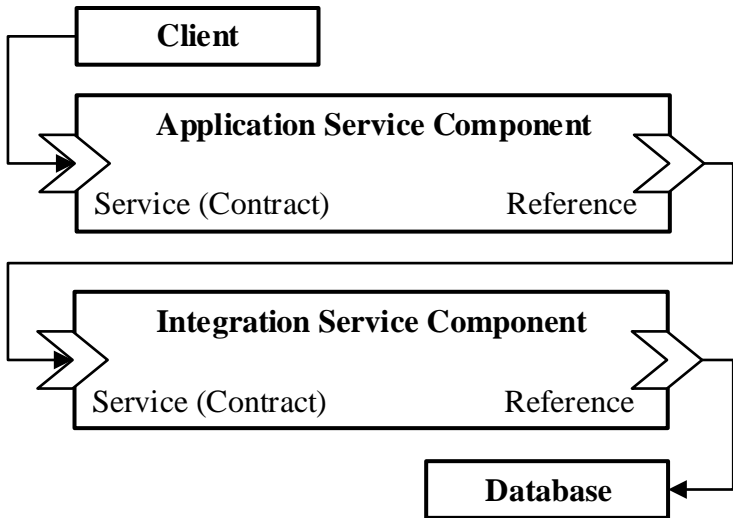 Client
Application Service Component
Service (Contract) Reference
Integration Service Component
Service (Contract) Reference
Database